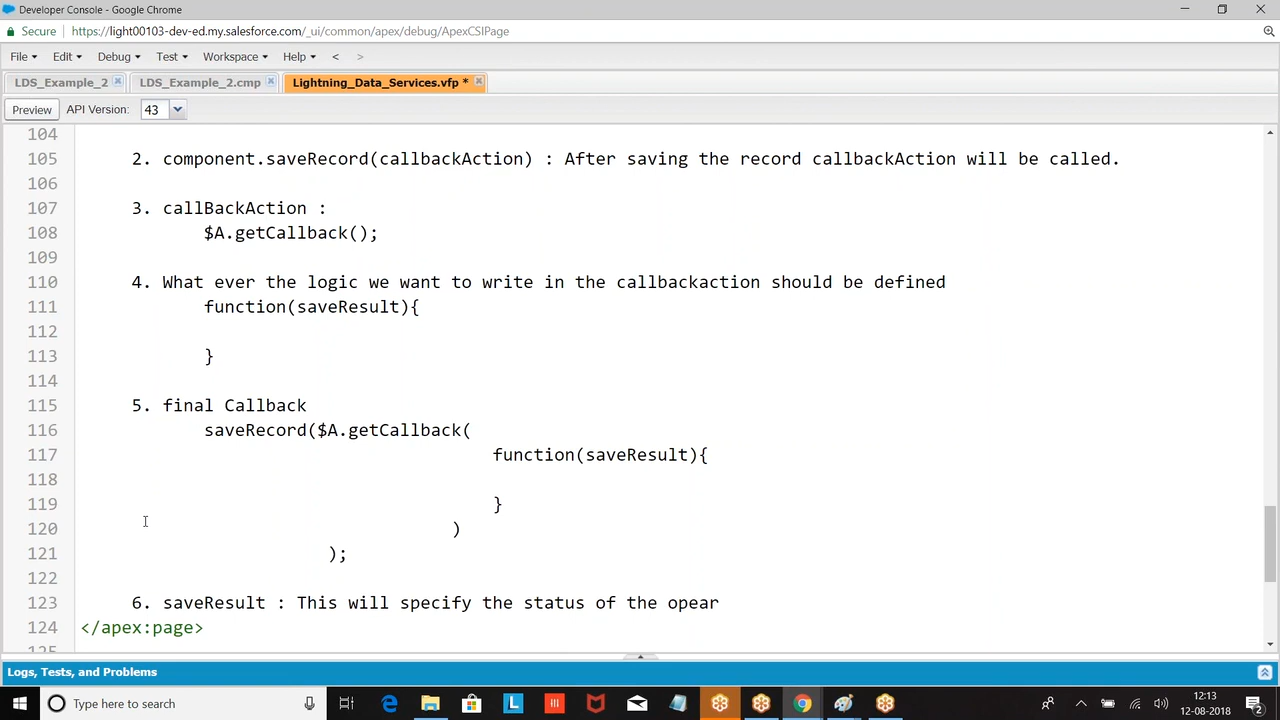 Developer Console - Google Chrome
Secure https://light00103-dev-ed.my.salesforce.com/_ui/common/apex/debug/ApexCSIPage
File Edit Debug Test Workspace Help < >
LDS_Example_2 LDS_Example_2.cmp Lightning_Data_Services.vfp *
Preview API Version: 43
104
105 2. component.saveRecord(callbackAction) : After saving the record callbackAction will be called.
106
107 3. callBackAction :
108 $A.getCallback();
109
110 4. What ever the logic we want to write in the callbackaction should be defined
111 function(saveResult){
112
113 }
114
115 5. final Callback
116 saveRecord($A.getCallback(
117 function(saveResult){
118
119 }
120 )
121 );
122
123 6. saveResult : This will specify the status of the opear
124 </apex:page>
125
Logs, Tests, and Problems
Type here to search
12:13
12-08-2018
2